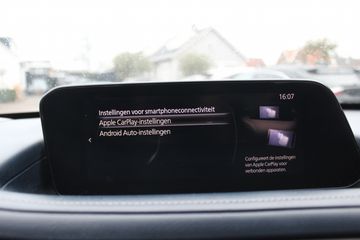 16:07
Instellingen voor smartphoneconnectiviteit
Apple CarPlay-instellingen
Android Auto-instellingen
Configureert de instellingen
van Apple CarPlay voor
verbonden apparaten.